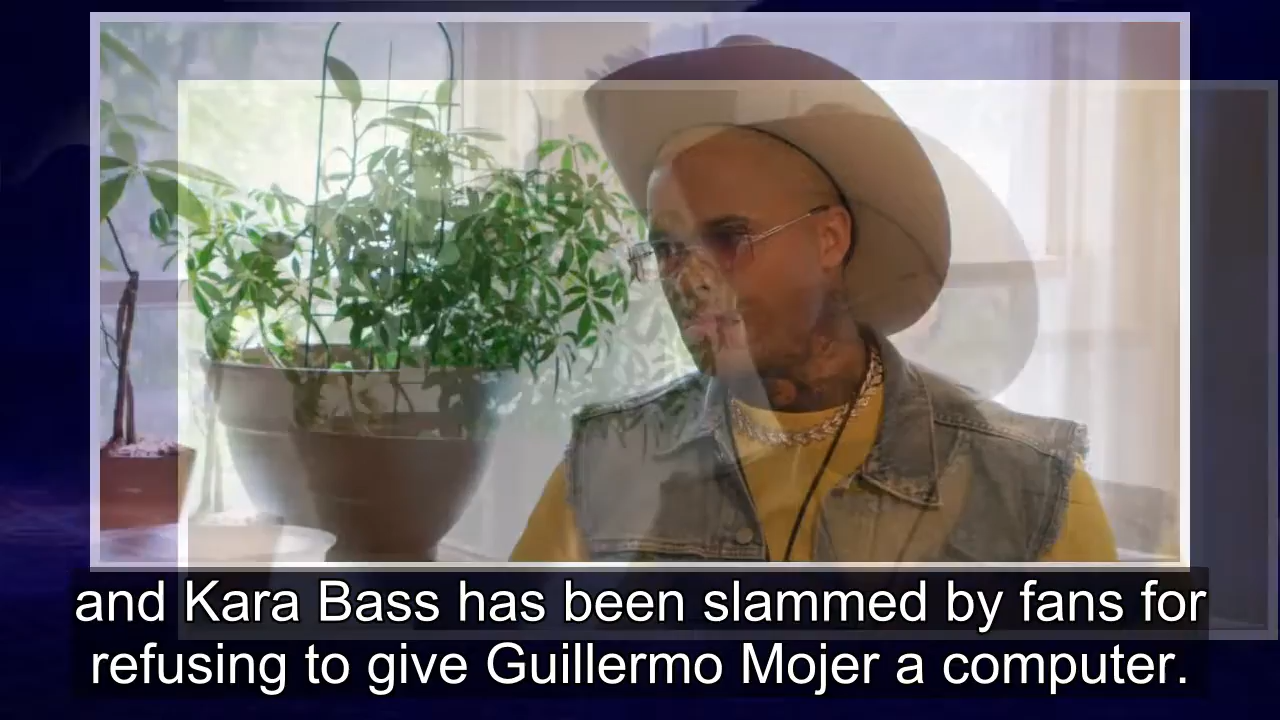 and Kara Bass has been slammed by fans for
refusing to give Guillermo Mojer a computer.